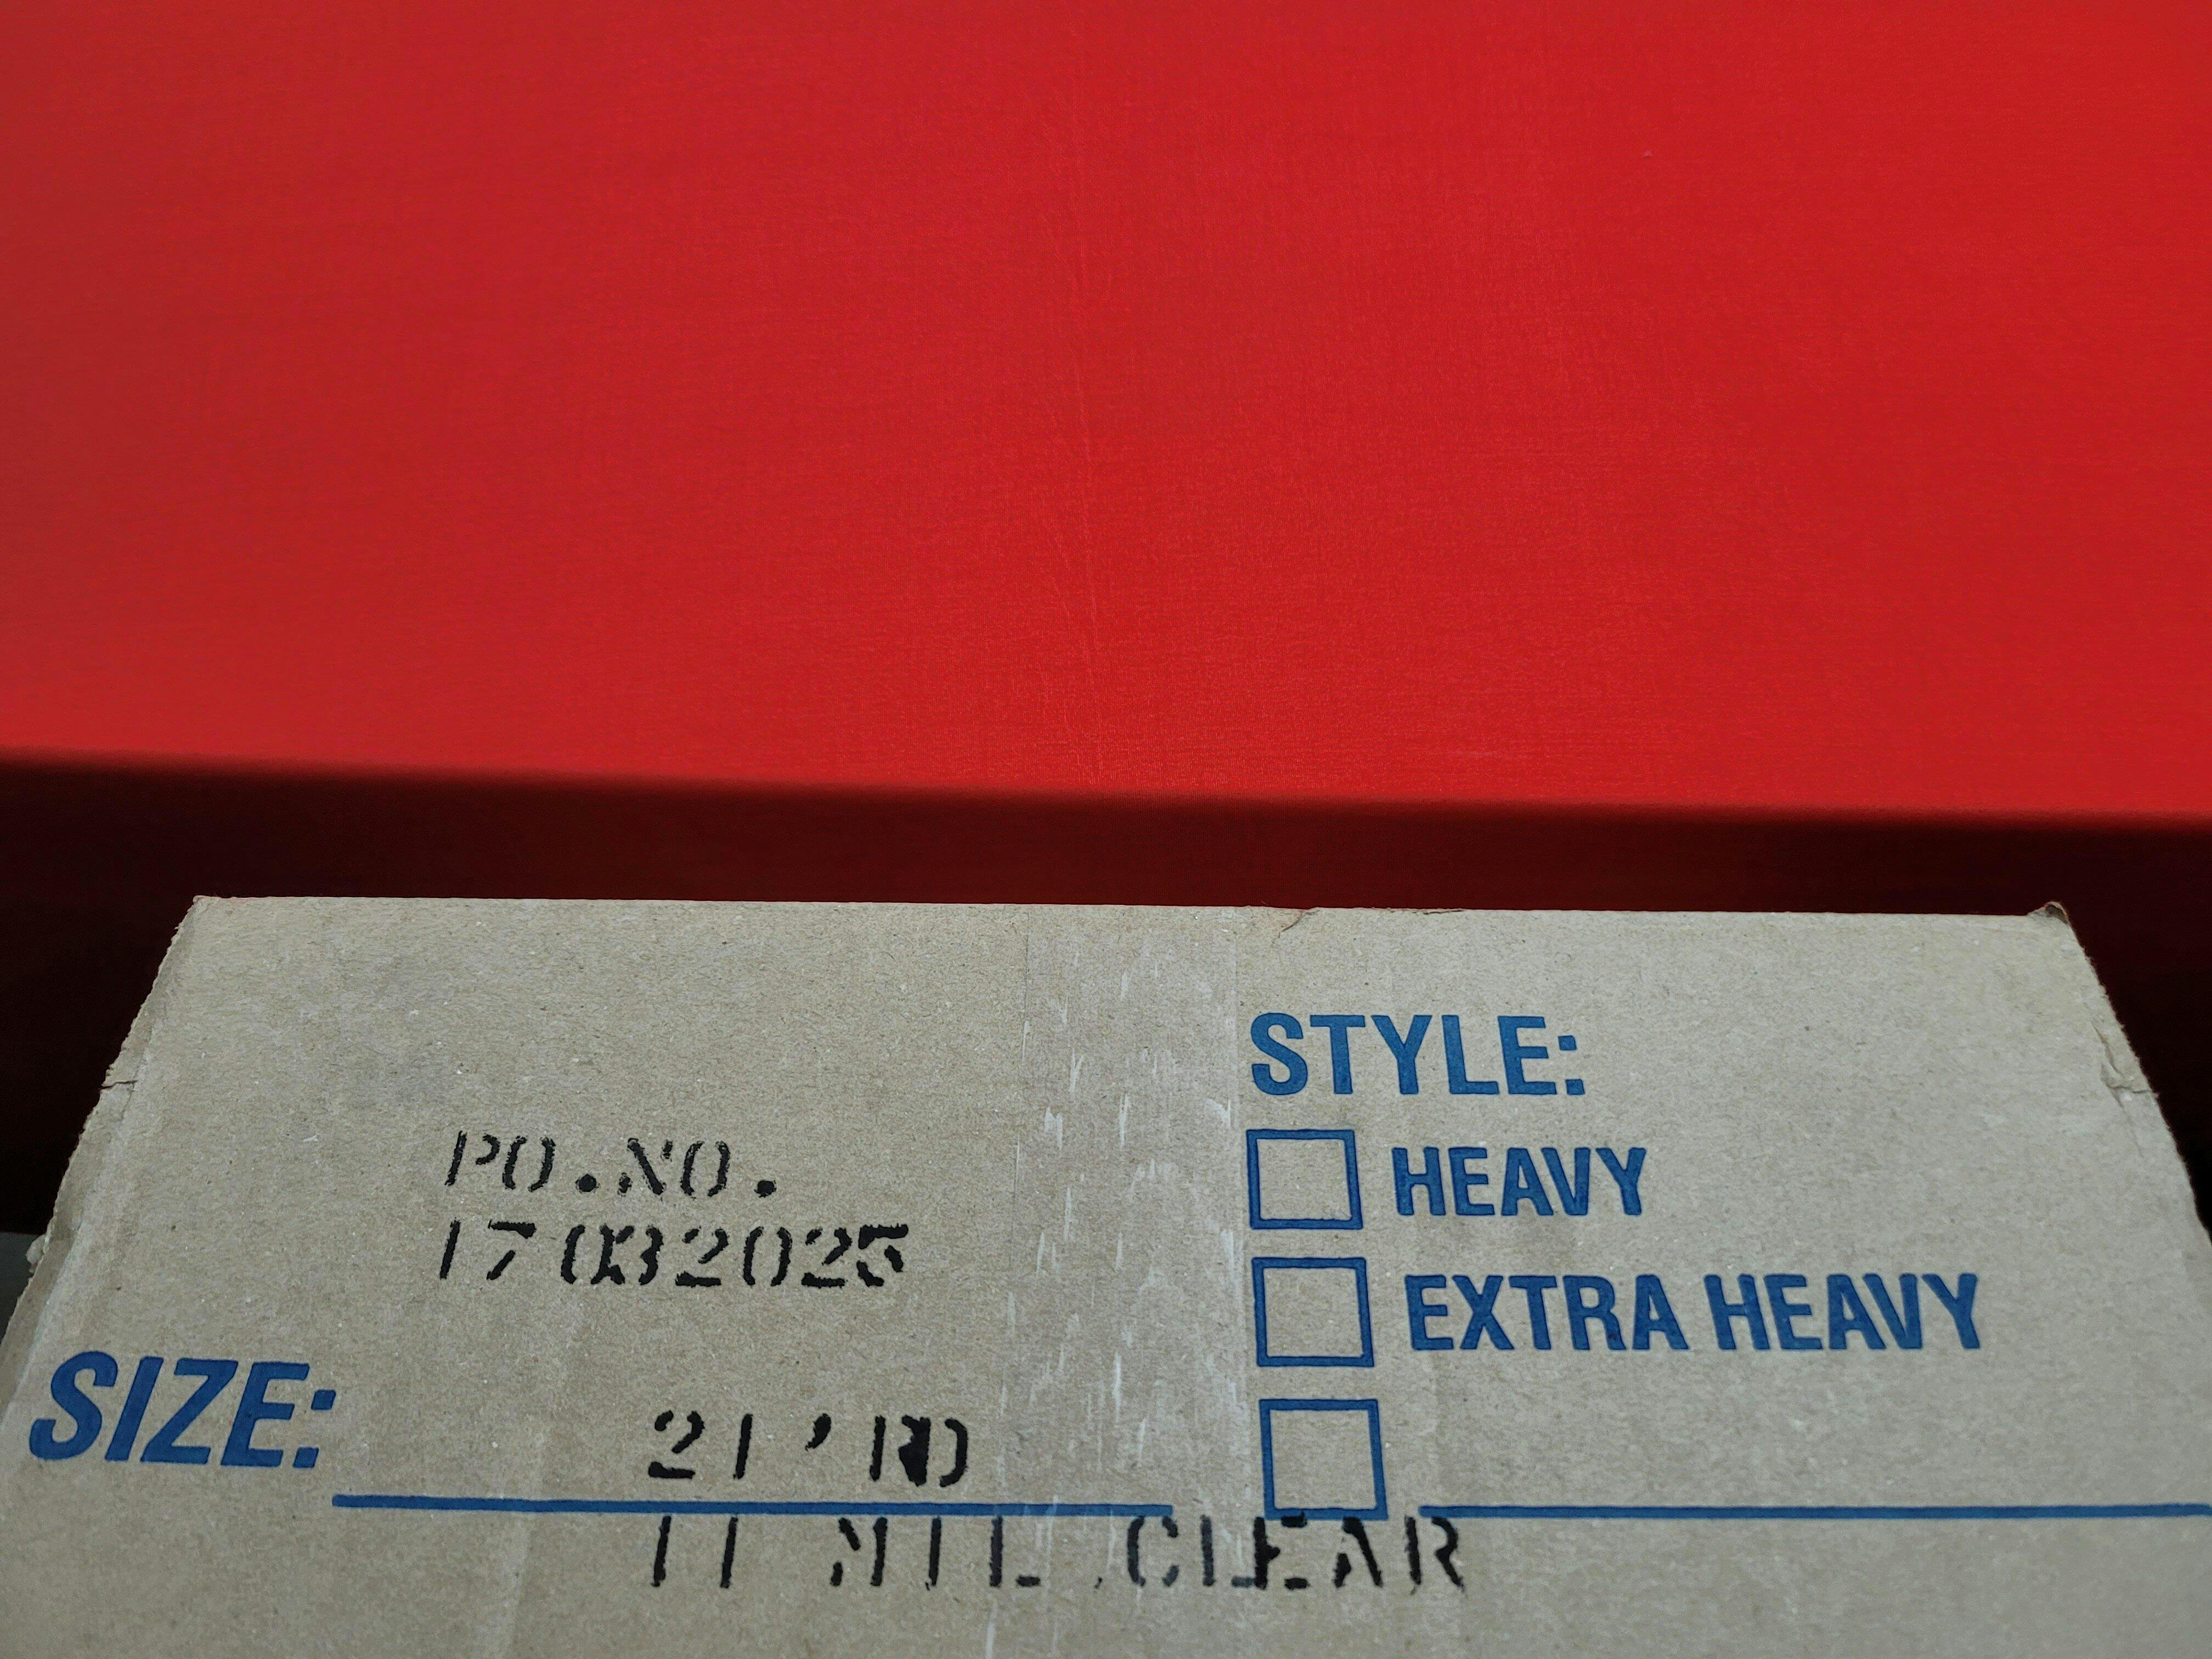 STYLE:
PO.NO.
HEAVY
17032025
EXTRA HEAVY
SIZE:
21'RD
11 MIL CLEAR